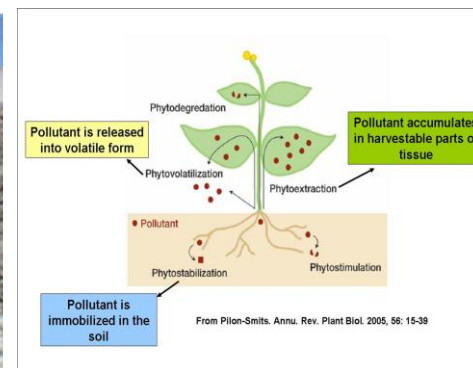 Phytodegredation
Pollutant is released
into volatile form
Pollutant accumulates
in harvestable parts o
tissue
Phytovolatilization
Phytoextraction
Pollutant
Phytostabilization
Phytostimulation
Pollutant is
immobilized in the
soil
From Pilon-Smits. Annu. Rev. Plant Biol. 2005, 56: 15-39